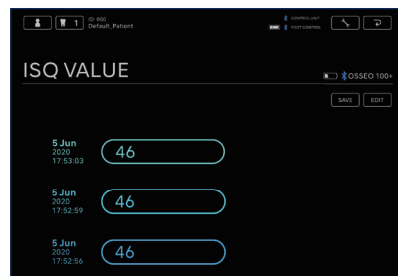 1
ID: 000
Default_Patient
CONTROL UNIT
FOOT CONTROL
ISQ VALUE
OSSEO 100+
SAVE
EDIT
5 Jun
2020
17:53:03
46
5 Jun
2020
17:52:59
46
5 Jun
2020
17:52:56
46